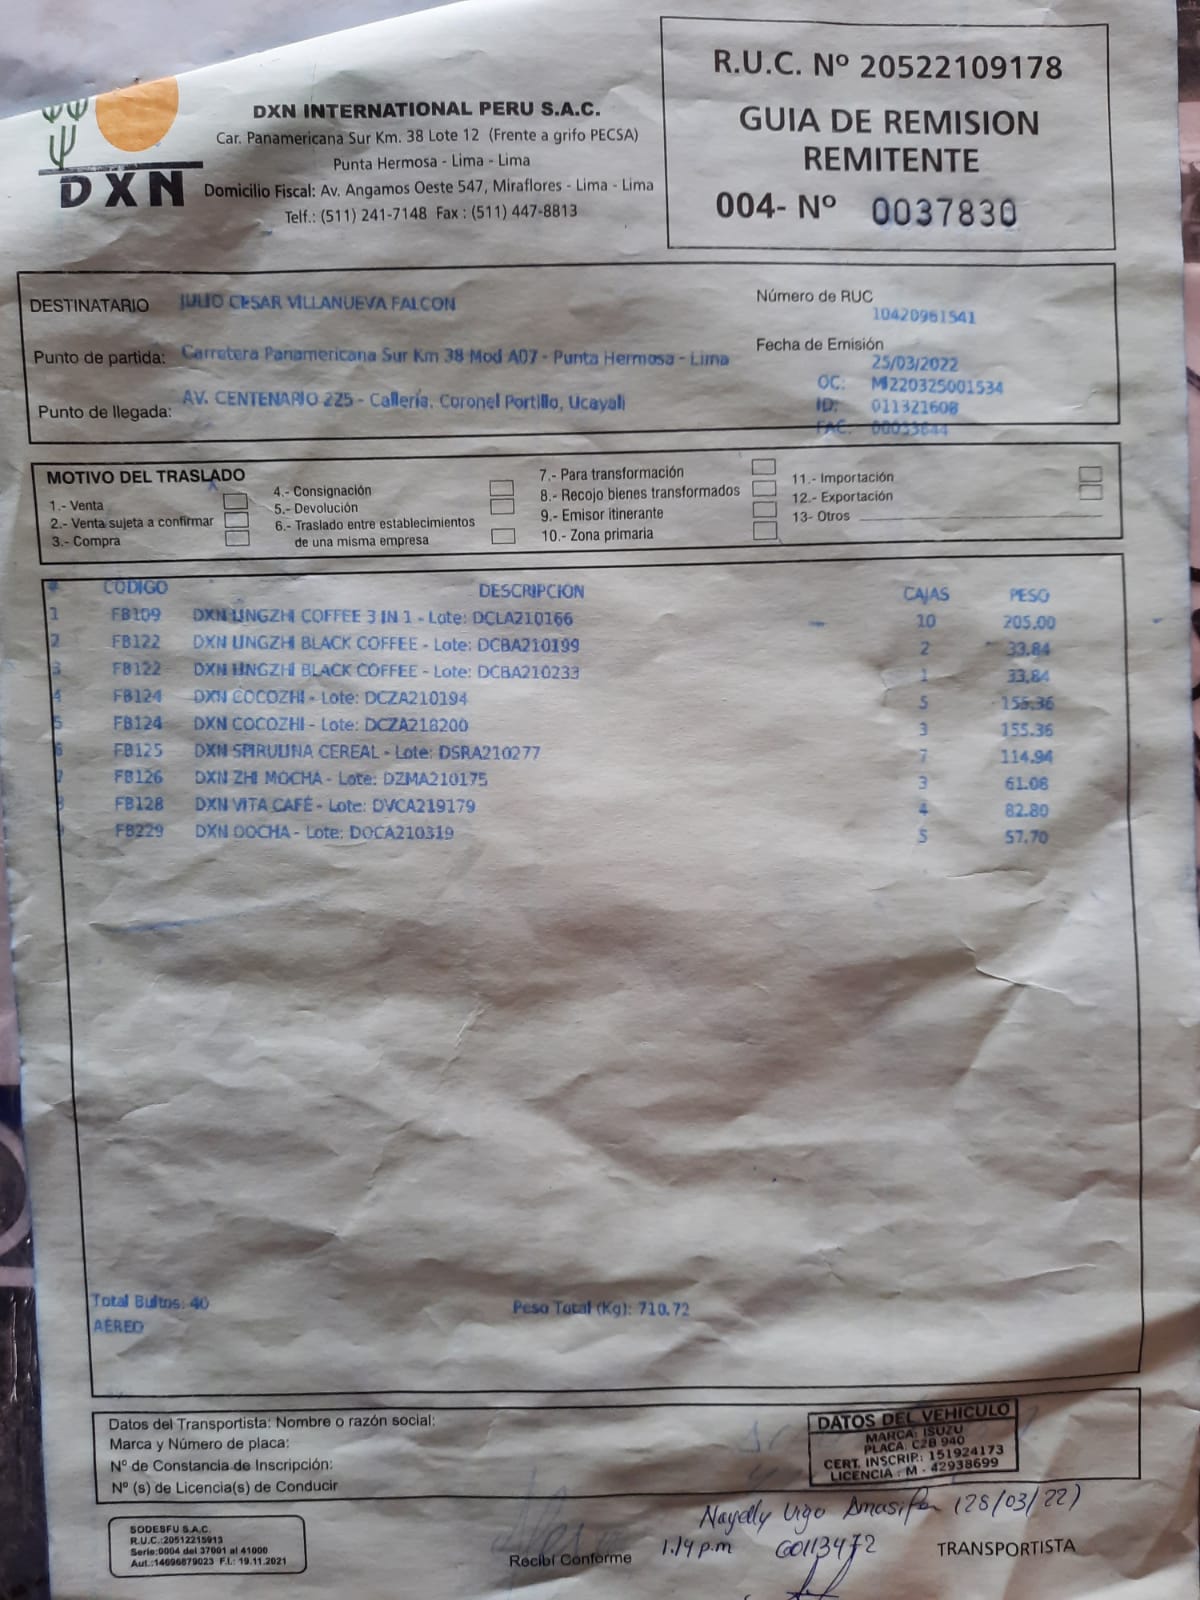 R.U.C. Nº 20522109178
GUIA DE REMISION
REMITENTE
004- Nº 0037830
DXN
DXN INTERNATIONAL PERU S.A.C.
Car. Panamericana Sur Km. 38 Lote 12 (Frente a grifo PECSA)
Punta Hermosa - Lima - Lima
Domicilio Fiscal: Av. Angamos Oeste 547, Miraflores - Lima - Lima
Telf.: (511) 241-7148 Fax : (511) 447-8813
DESTINATARIO JULIO CESAR VILLANUEVA FALCON
Número de RUC
10420961541
Punto de partida: Carretera Panamericana Sur Km 38 Mod A07 - Punta Hermosa - Lima
Fecha de Emisión
25/03/2022
Punto de llegada: AV. CENTENARIO 225 - Callería, Coronel Portillo, Ucayali
OC: MI220325001534
ID: 011321608
FAC: 00033644
MOTIVO DEL TRASLADO
1.- Venta
2.- Venta sujeta a confirmar
3.- Compra
4.- Consignación
5.- Devolución
6.- Traslado entre establecimientos
de una misma empresa
7.- Para transformación
8.- Recojo bienes transformados
9.- Emisor itinerante
10.- Zona primaria
11.- Importación
12.- Exportación
13- Otros
# CODIGO DESCRIPCION CAJAS PESO
1 FB109 DXN LINGZHI COFFEE 3 IN 1 - Lote: DCLA210166 10 205.00
2 FB122 DXN LINGZHI BLACK COFFEE - Lote: DCBA210199 2 33.84
3 FB122 DXN LINGZHI BLACK COFFEE - Lote: DCBA210233 1 33.84
4 FB124 DXN COCOZHI - Lote: DCZA210194 5 155.36
5 FB124 DXN COCOZHI - Lote: DCZA218200 3 155.36
6 FB125 DXN SPIRULINA CEREAL - Lote: DSRA210277 7 114.94
7 FB126 DXN ZHI MOCHA - Lote: DZMA210175 3 61.08
8 FB128 DXN VITA CAFÉ - Lote: DVCA219179 4 82.80
9 FB229 DXN OOCHA - Lote: DOCA210319 5 57.70
Total Bultos: 40 Peso Total (Kg): 710.72
AÉREO
Datos del Transportista: Nombre o razón social:
Marca y Número de placa:
Nº de Constancia de Inscripción:
Nº (s) de Licencia(s) de Conducir
DATOS DEL VEHICULO
MARCA: ISUZU
PLACA: C2B 940
CERT. INSCRIP.: 151924173
LICENCIA : M - 42938699
SODESFU S.A.C.
R.U.C.:20512215913
Serie:0004 del 37001 al 41000
Aut.:14696879023 F.I.: 19.11.2021
Nayelly Vigo Amasifen (28/03/22)
Recibí Conforme 1.14 p.m 60113472 TRANSPORTISTA